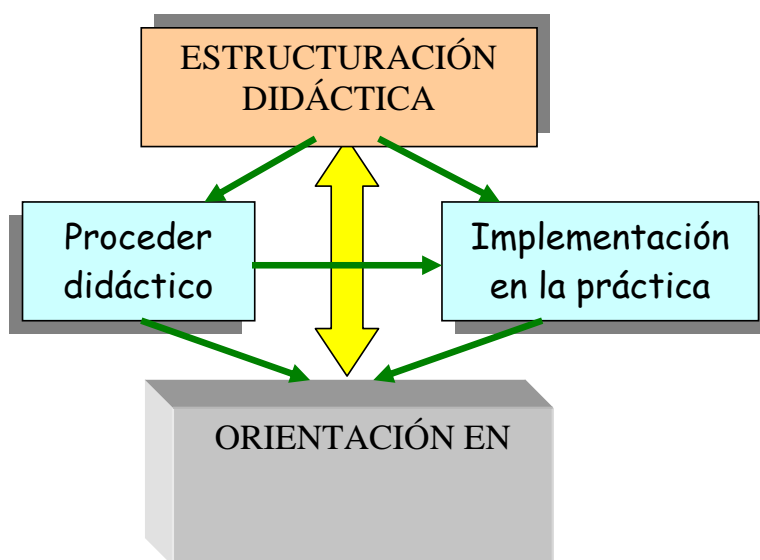 ESTRUCTURACIÓN
DIDÁCTICA
Proceder
didáctico
Implementación
en la práctica
ORIENTACIÓN EN